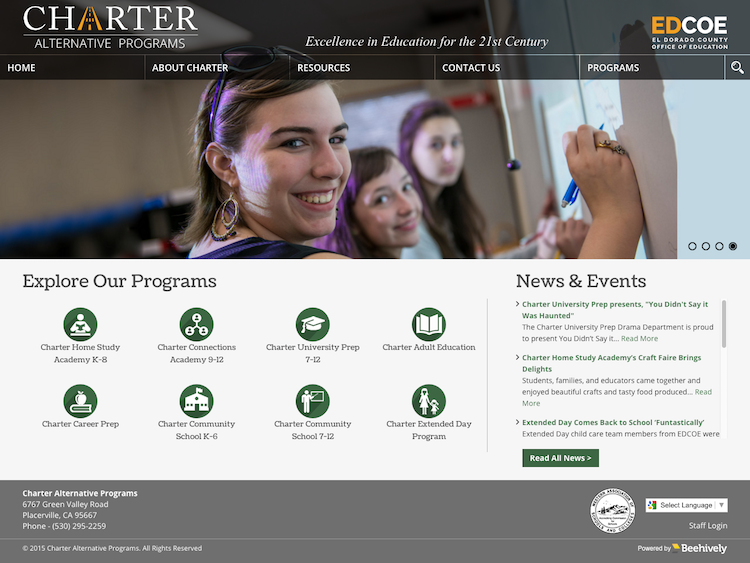 CHARTER
ALTERNATIVE PROGRAMS
Excellence in Education for the 21st Century
EDCOE
EL DORADO COUNTY
OFFICE OF EDUCATION
HOME
ABOUT CHARTER
RESOURCES
CONTACT US
PROGRAMS
Explore Our Programs
Charter Home Study
Academy K-8
Charter Connections
Academy 9-12
Charter University Prep
7-12
Charter Adult Education
Charter Career Prep
Charter Community
School K-6
Charter Community
School 7-12
Charter Extended Day
Program
News & Events
Charter University Prep presents, "You Didn't Say it
Was Haunted"
The Charter University Prep Drama Department is proud
to present You Didn't Say it... Read More
Charter Home Study Academy's Craft Faire Brings
Delights
Students, families, and educators came together and
enjoyed beautiful crafts and tasty food produced... Read
More
Extended Day Comes Back to School 'Funtastically'
Extended Day child care team members from EDCOE were
Read All News >
Charter Alternative Programs
6767 Green Valley Road
Placerville, CA 95667
Phone - (530) 295-2259
Select Language
Staff Login
© 2015 Charter Alternative Programs. All Rights Reserved
Powered by Beehively